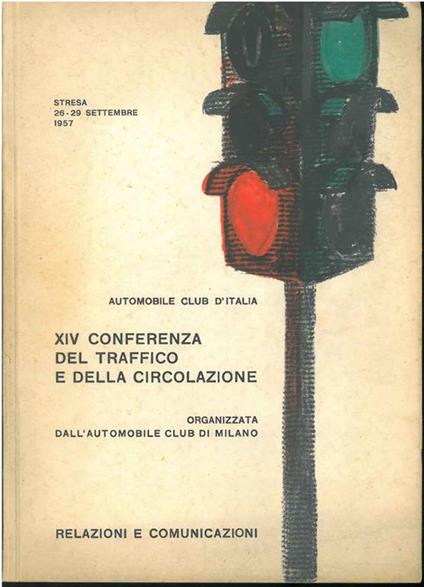 STRESA
26-29 SETTEMBRE
1957
AUTOMOBILE CLUB D'ITALIA
XIV CONFERENZA
DEL TRAFFICO
E DELLA CIRCOLAZIONE
ORGANIZZATA
DALL'AUTOMOBILE CLUB DI MILANO
RELAZIONI E COMUNICAZIONI